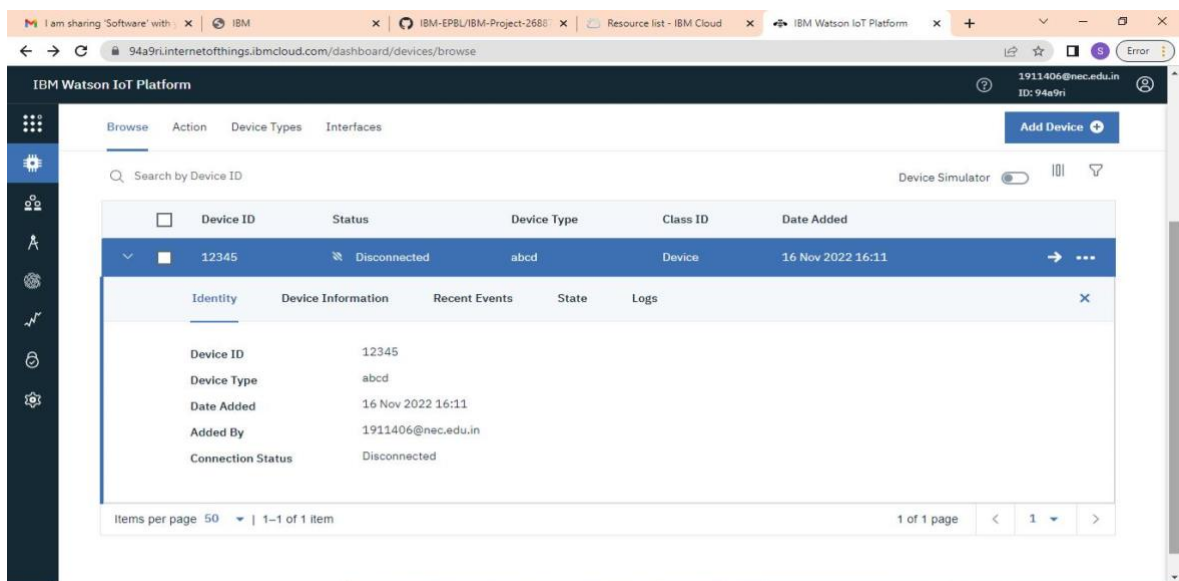 I am sharing 'Software' with
IBM
IBM-EPBL/IBM-Project-2688
Resource list - IBM Cloud
IBM Watson IoT Platform
94a9ri.internetofthings.ibmcloud.com/dashboard/devices/browse
S
Error
IBM Watson IoT Platform
1911406@nec.edu.in
ID: 94a9ri
Browse Action Device Types Interfaces
Add Device
Search by Device ID
Device Simulator
Device ID Status Device Type Class ID Date Added
12345 Disconnected abcd Device 16 Nov 2022 16:11
Identity Device Information Recent Events State Logs
Device ID 12345
Device Type abcd
Date Added 16 Nov 2022 16:11
Added By 1911406@nec.edu.in
Connection Status Disconnected
Items per page 50 | 1–1 of 1 item
1 of 1 page < 1 >